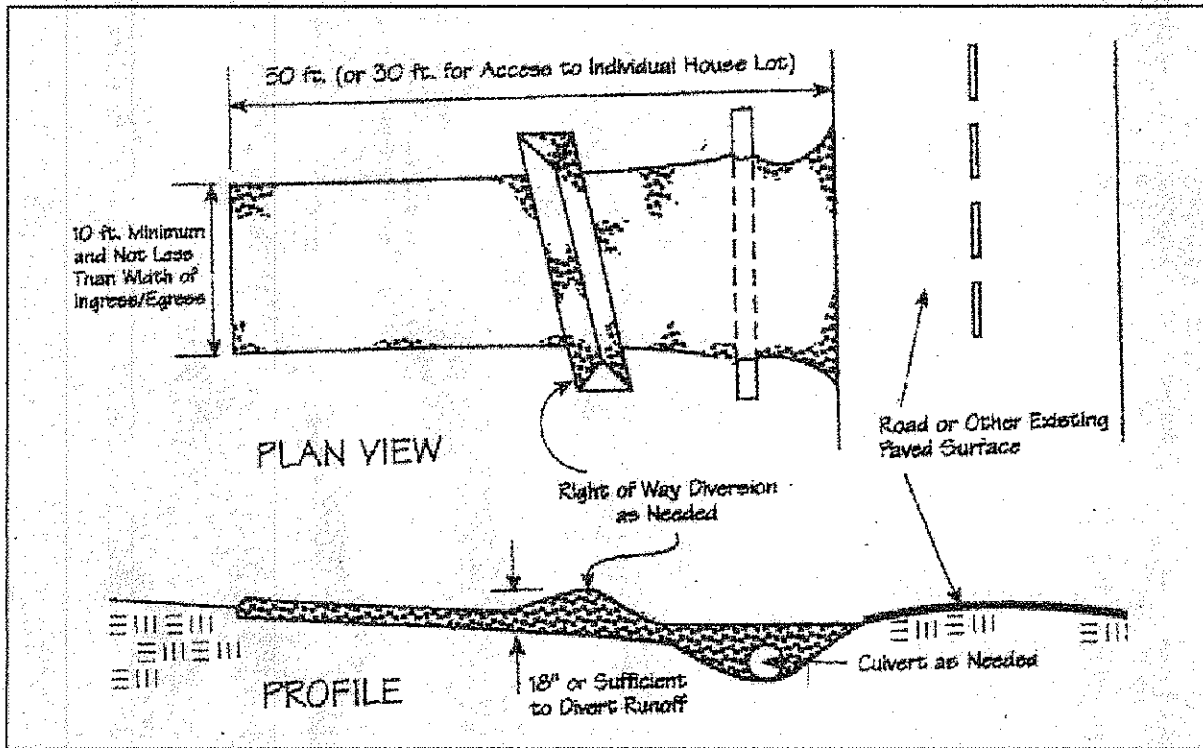 50 ft. (or 30 ft. for Access to Individual House Lot)
10 ft. Minimum
and Not Less
Than Width of
Ingress/Egress
PLAN VIEW
Road or Other Existing
Paved Surface
Right of Way Diversion
as Needed
Culvert as Needed
18" or Sufficient
to Divert Runoff
PROFILE